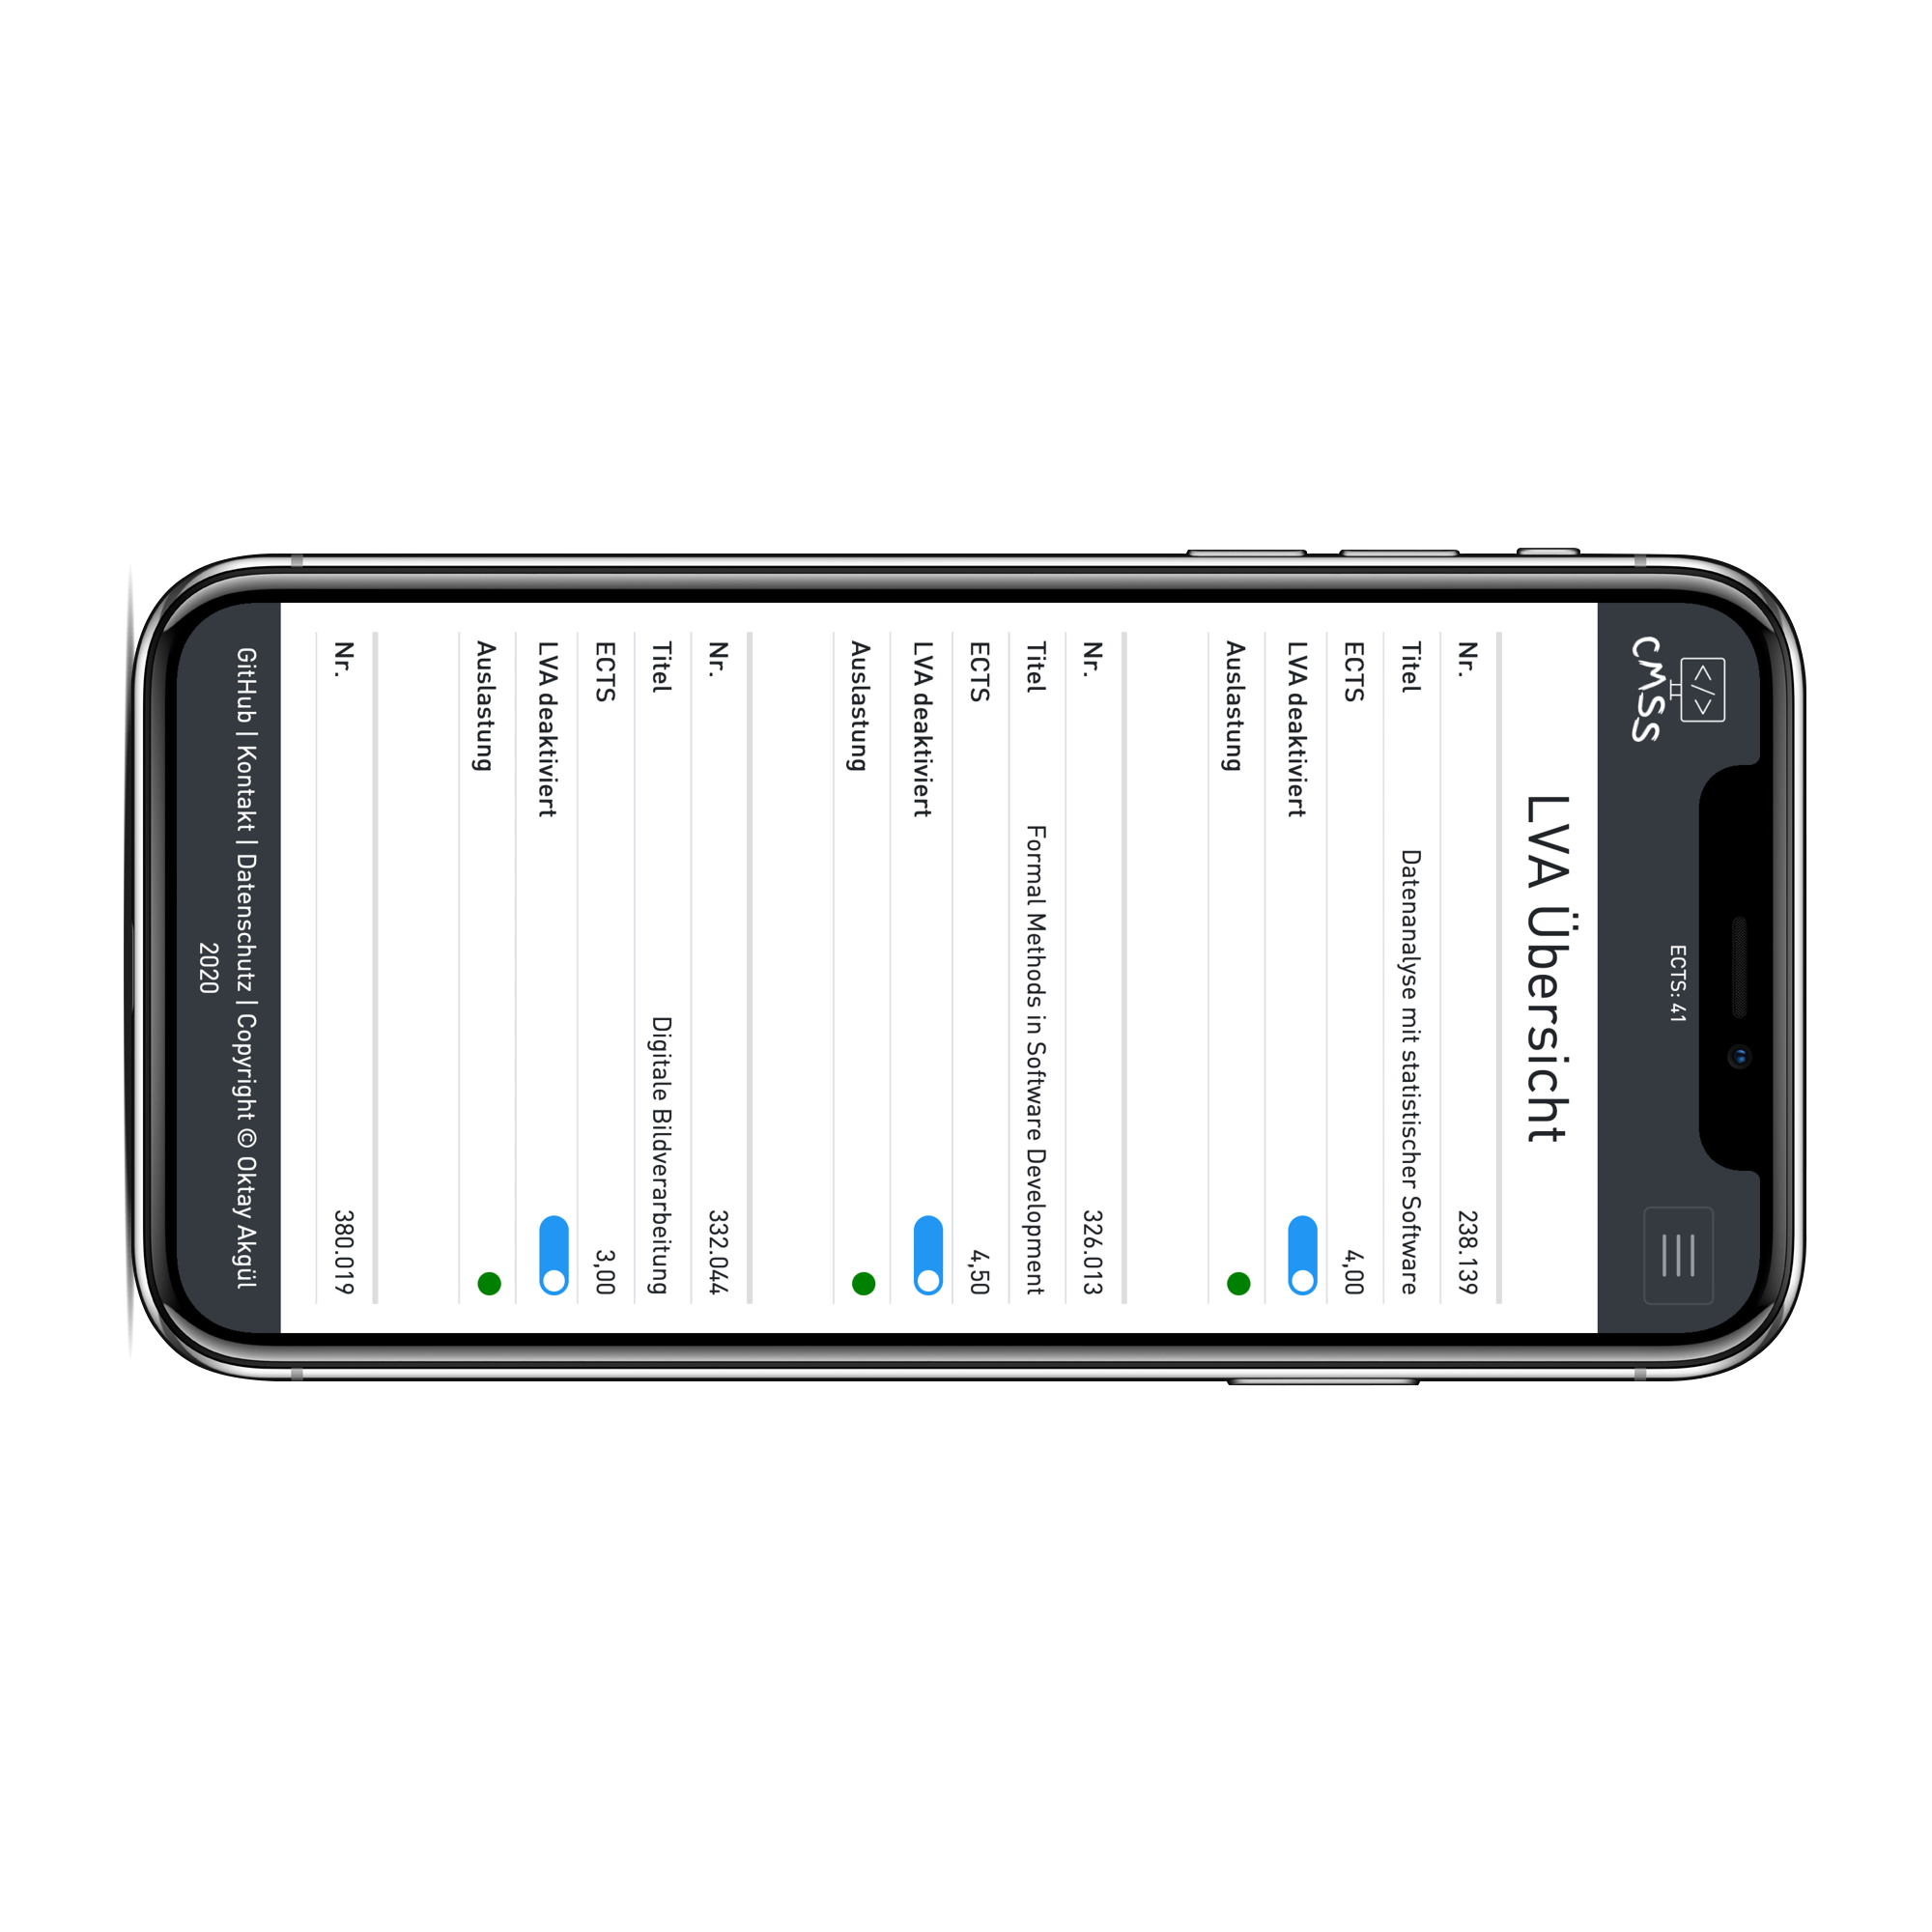 </>
CMSS
ECTS: 41
LVA Übersicht
Nr. 238.139
Titel Datenanalyse mit statistischer Software
ECTS 4,00
LVA deaktiviert
Auslastung
Nr. 326.013
Titel Formal Methods in Software Development
ECTS 4,50
LVA deaktiviert
Auslastung
Nr. 332.044
Titel Digitale Bildverarbeitung
ECTS 3,00
LVA deaktiviert
Auslastung
Nr. 380.019
GitHub | Kontakt | Datenschutz | Copyright © Oktay Akgül
2020